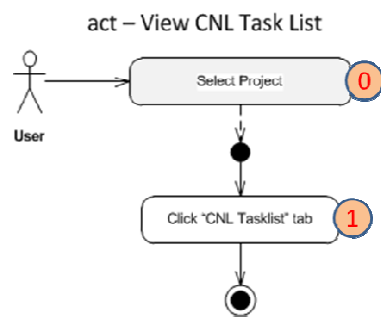 act – View CNL Task List
Select Project
0
User
Click "CNL Tasklist" tab
1